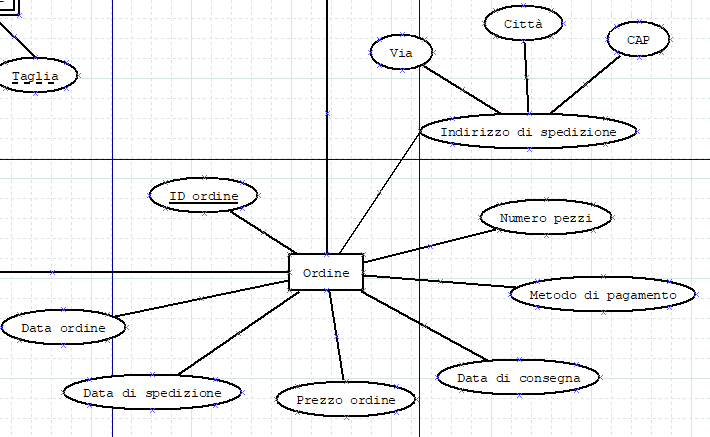 Città
CAP
Via
Taglia
Indirizzo di spedizione
ID ordine
Numero pezzi
Ordine
Metodo di pagamento
Data ordine
Data di consegna
Data di spedizione
Prezzo ordine